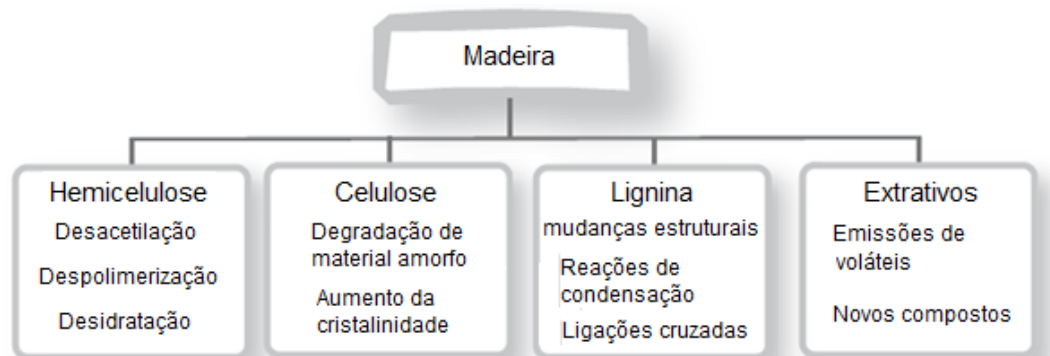 Madeira
Hemicelulose
Desacetilação
Despolimerização
Desidratação
Celulose
Degradação de
material amorfo
Aumento da
cristalinidade
Lignina
mudanças estruturais
Reações de
condensação
Ligações cruzadas
Extrativos
Emissões de
voláteis
Novos compostos